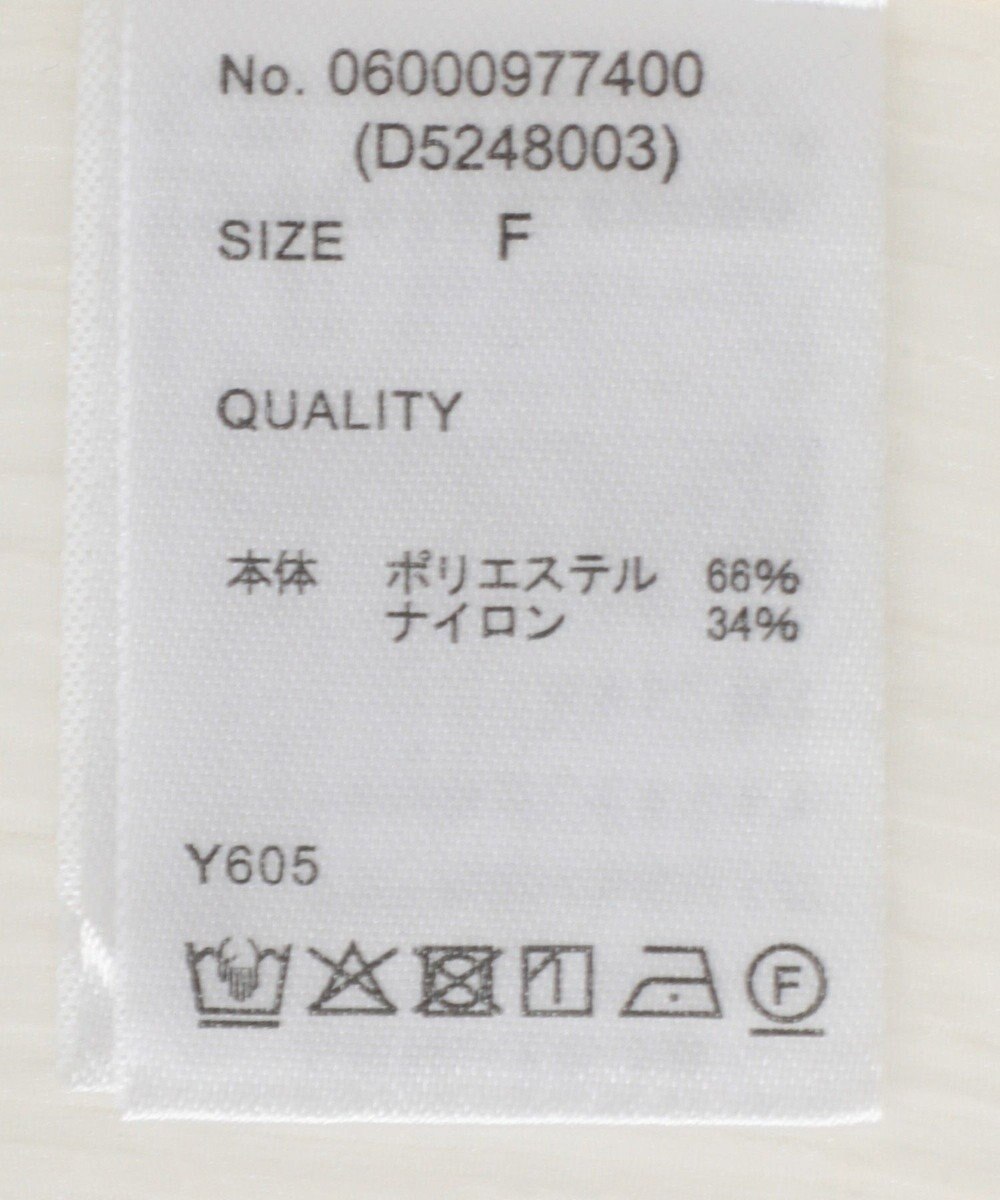 No. 06000977400
(D5248003)
SIZE F
QUALITY
本体 ポリエステル 66%
ナイロン 34%
Y605
F